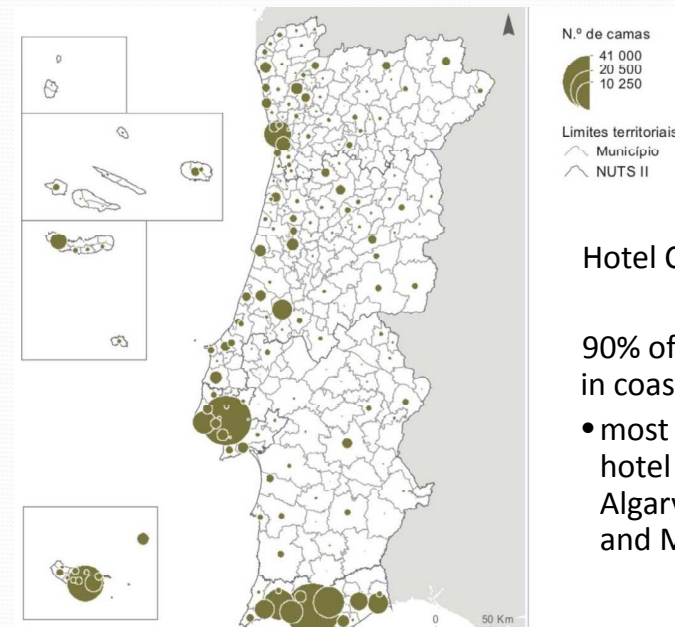 N.º de camas
41 000
20 500
10 250
Limites territoriais
Município
NUTS II
Hotel
90% of
in coas
• most
hotel
Algarv
and M
0 50 Km